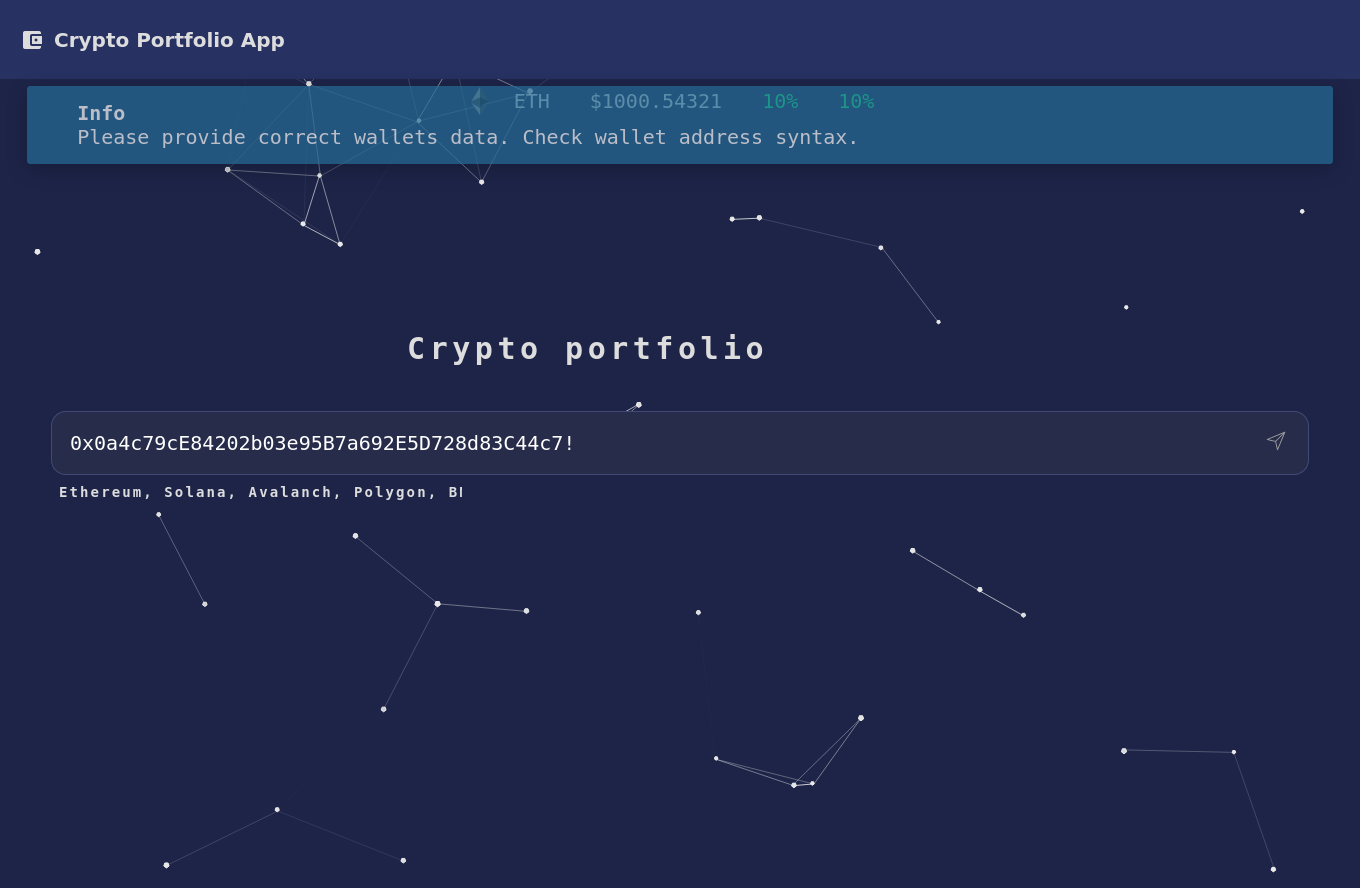 Crypto Portfolio App
ETH $1000.54321 10% 10%
Info
Please provide correct wallets data. Check wallet address syntax.
Crypto portfolio
0x0a4c79cE84202b03e95B7a692E5D728d83C44c7!
Ethereum, Solana, Avalanch, Polygon,